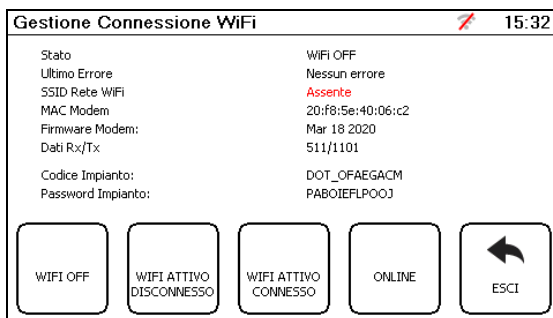 Gestione Connessione WiFi 15:32
Stato WiFi OFF
Ultimo Errore Nessun errore
SSID Rete WiFi Assente
MAC Modem 20:f8:5e:40:06:c2
Firmware Modem: Mar 18 2020
Dati Rx/Tx 511/1101
Codice Impianto: DOT_OFAEGACM
Password Impianto: PABOIEFLPOOJ
WIFI OFF
WIFI ATTIVO
DISCONNESSO
WIFI ATTIVO
CONNESSO
ONLINE
ESCI